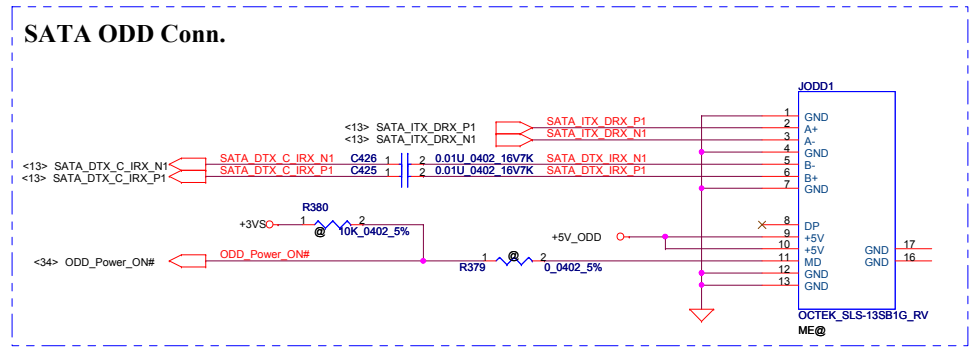 SATA ODD Conn.
JODD1
1 GND
<13> SATA_ITX_DRX_P1 SATA_ITX_DRX_P1 2 A+
<13> SATA_ITX_DRX_N1 SATA_ITX_DRX_N1 3 A-
4 GND
<13> SATA_DTX_C_IRX_N1 SATA_DTX_C_IRX_N1 C426 1 2 0.01U_0402_16V7K SATA_DTX_IRX_N1 5 B-
<13> SATA_DTX_C_IRX_P1 SATA_DTX_C_IRX_P1 C425 1 2 0.01U_0402_16V7K SATA_DTX_IRX_P1 6 B+
7 GND
R380
+3VS 1 2 8 DP
@ 10K_0402_5%
+5V_ODD 9 +5V
10 +5V GND 17
<34> ODD_Power_ON# ODD_Power_ON# 1 @ 2 11 MD GND 16
R379 0_0402_5% 12 GND
13 GND
OCTEK_SLS-13SB1G_RV
ME@